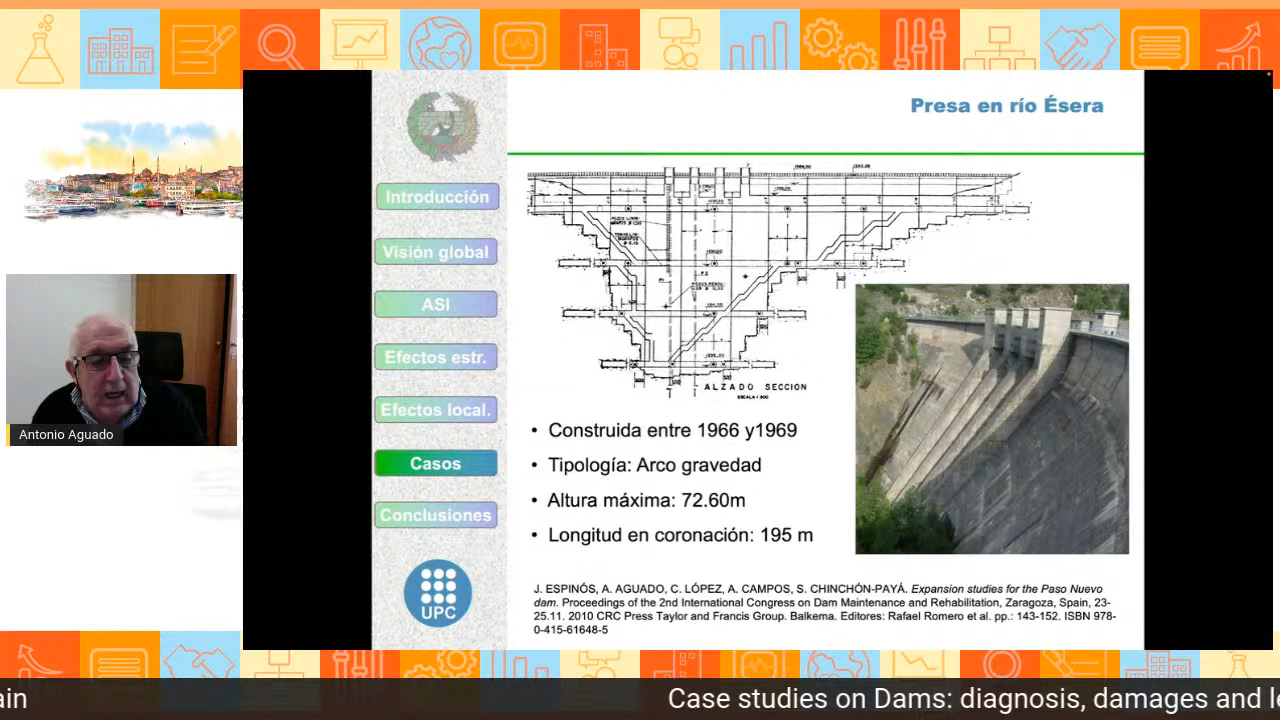 Presa en río Ésera
Introducción
Visión global
ASI
Efectos estr.
Efectos local.
Casos
Conclusiones
UPC
ALZADO SECCION
• Construida entre 1966 y1969
• Tipología: Arco gravedad
• Altura máxima: 72.60m
• Longitud en coronación: 195 m
J. ESPINÓS, A. AGUADO, C. LÓPEZ, A. CAMPOS, S. CHINCHÓN-PAYÁ. Expansion studies for the Paso Nuevo
dam. Proceedings of the 2nd International Congress on Dam Maintenance and Rehabilitation, Zaragoza, Spain, 23-
25.11. 2010 CRC Press Taylor and Francis Group. Balkema. Editores: Rafael Romero et al. pp.: 143-152. ISBN 978-
0-415-61648-5
Antonio Aguado
ain
Case studies on Dams: diagnosis, damages and le